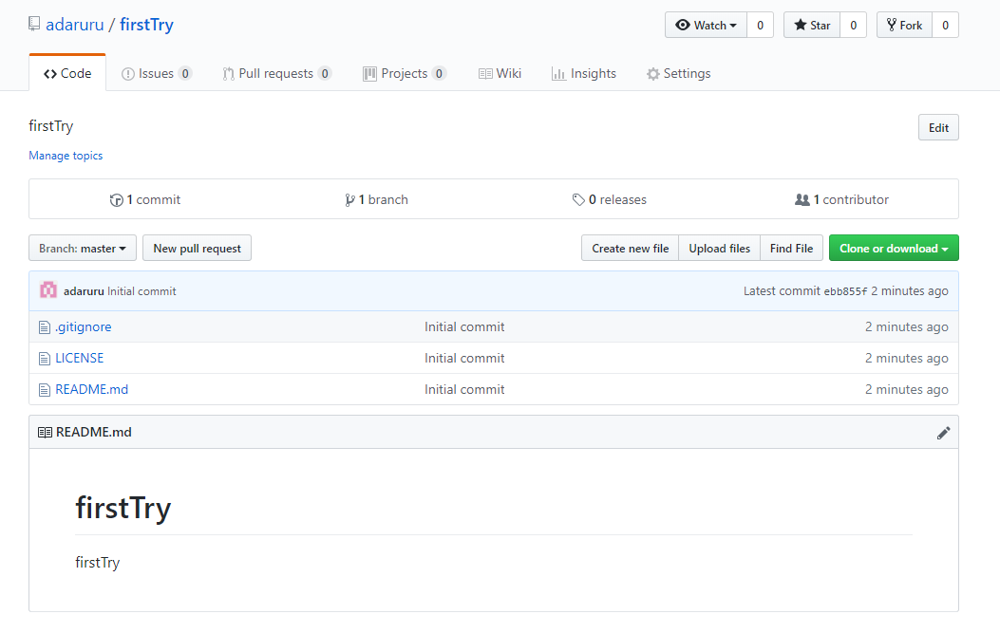 adaruru / firstTry Watch 0 Star 0 Fork 0
Code Issues 0 Pull requests 0 Projects 0 Wiki Insights Settings
firstTry Edit
Manage topics
1 commit 1 branch 0 releases 1 contributor
Branch: master New pull request Create new file Upload files Find File Clone or download
adaruru Initial commit Latest commit ebb855f 2 minutes ago
.gitignore Initial commit 2 minutes ago
LICENSE Initial commit 2 minutes ago
README.md Initial commit 2 minutes ago
README.md
firstTry
firstTry